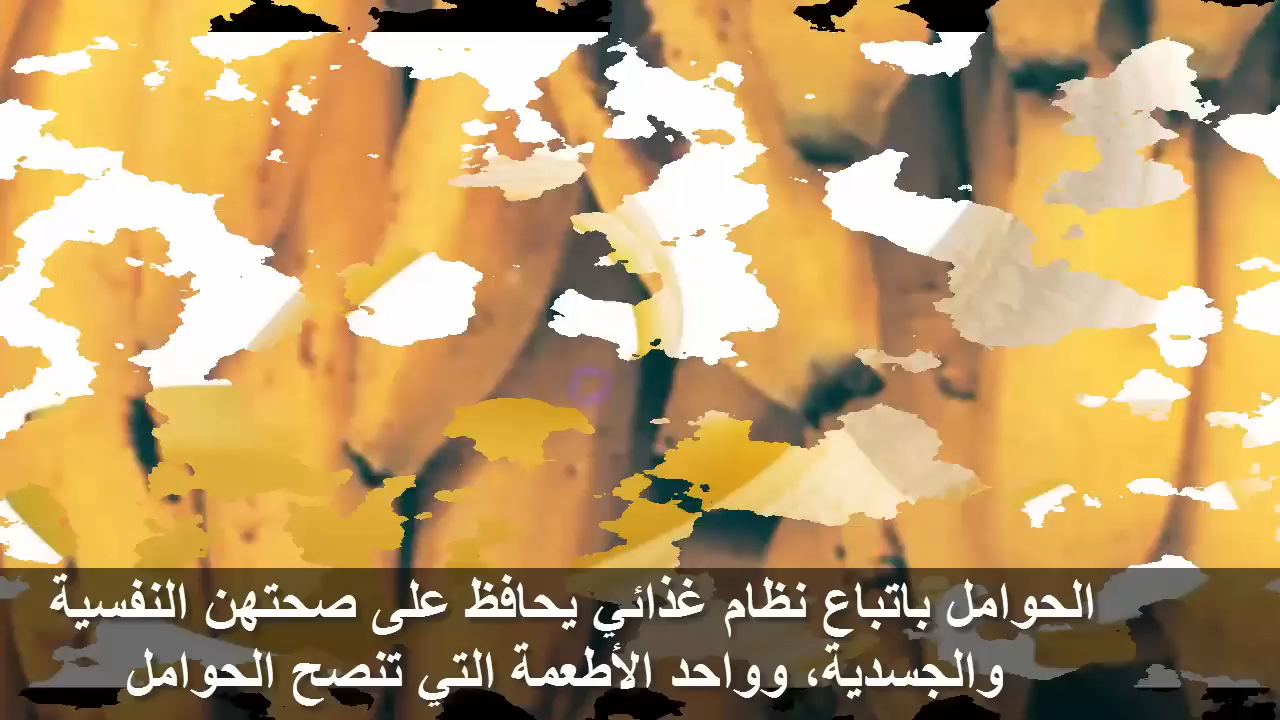 الحوامل باتباع نظام غذائي يحافظ على صحتهن النفسية
والجسدية، وواحد الأطعمة التي تنصح الحوامل